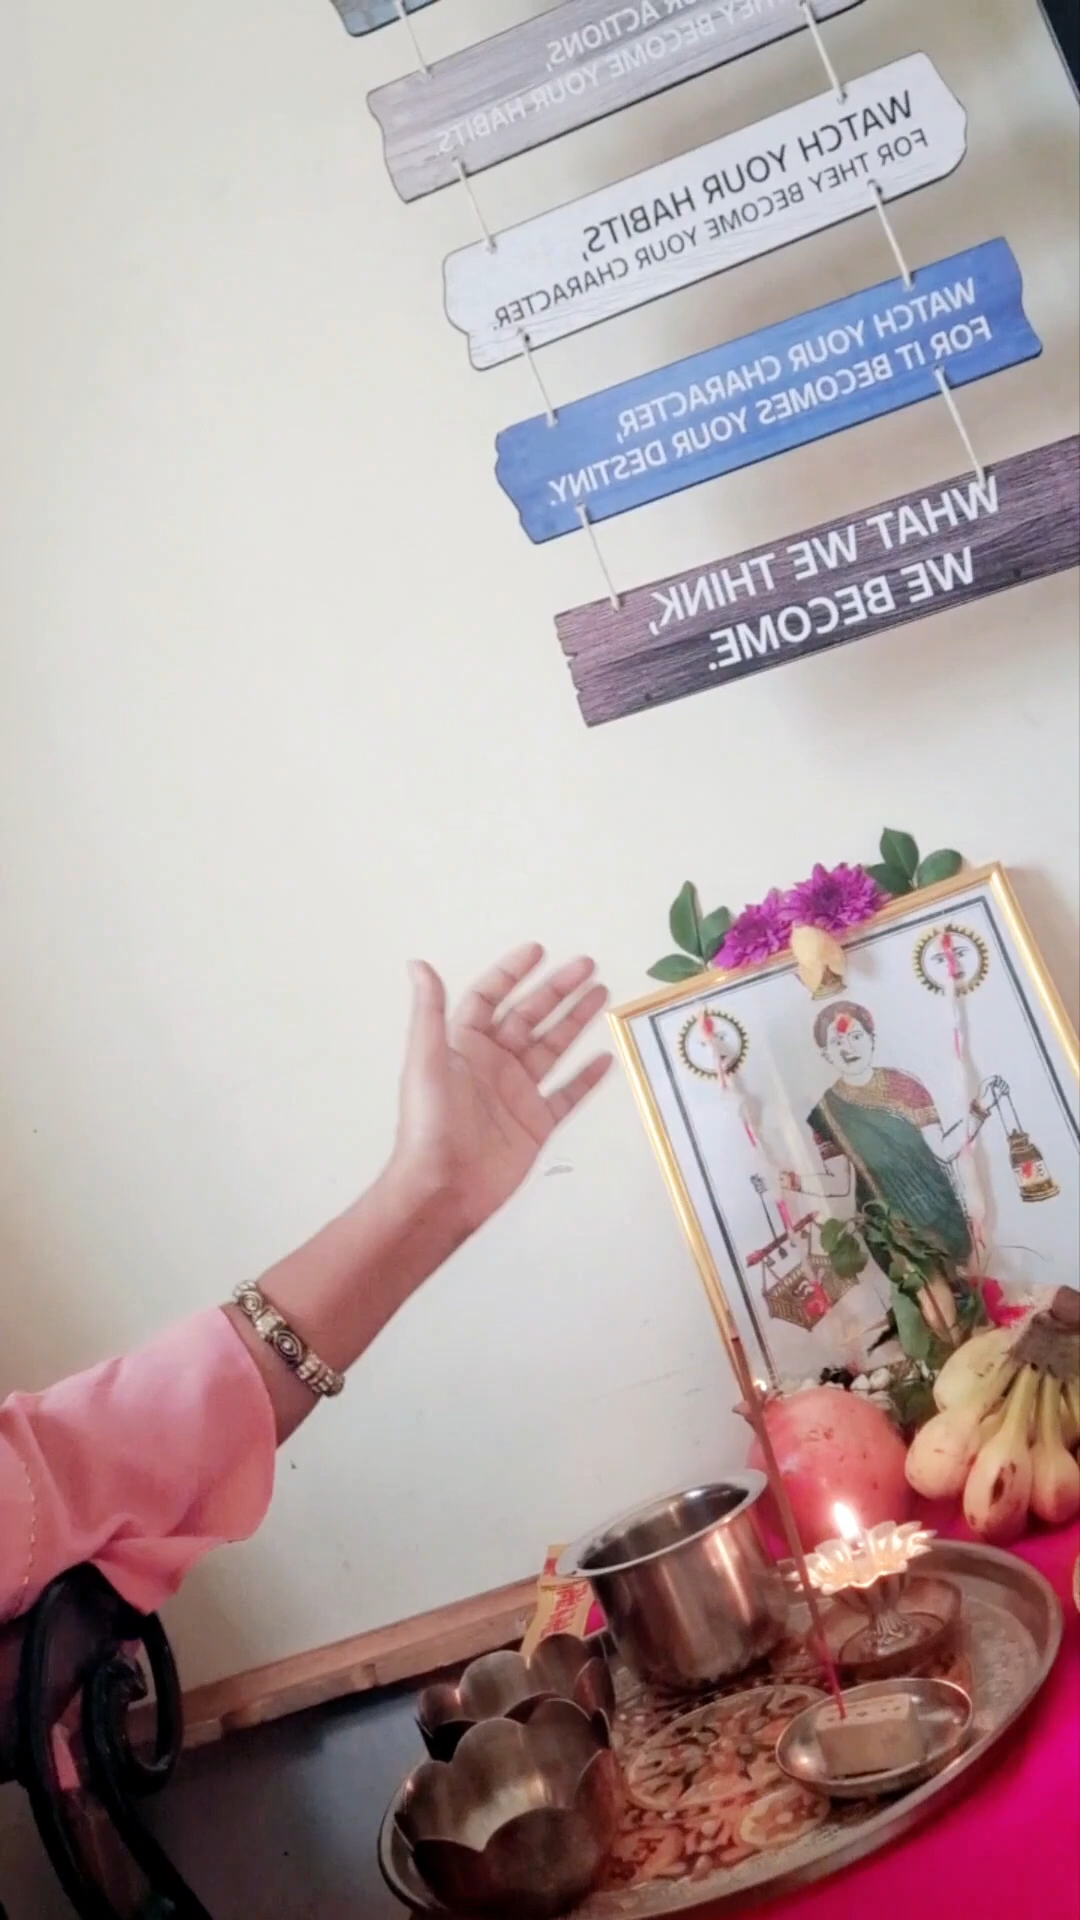 THEY BECOME YOUR HABITS.
WATCH YOUR HABITS,
FOR THEY BECOME YOUR CHARACTER.
WATCH YOUR CHARACTER,
FOR IT BECOMES YOUR DESTINY.
WHAT WE THINK,
WE BECOME.